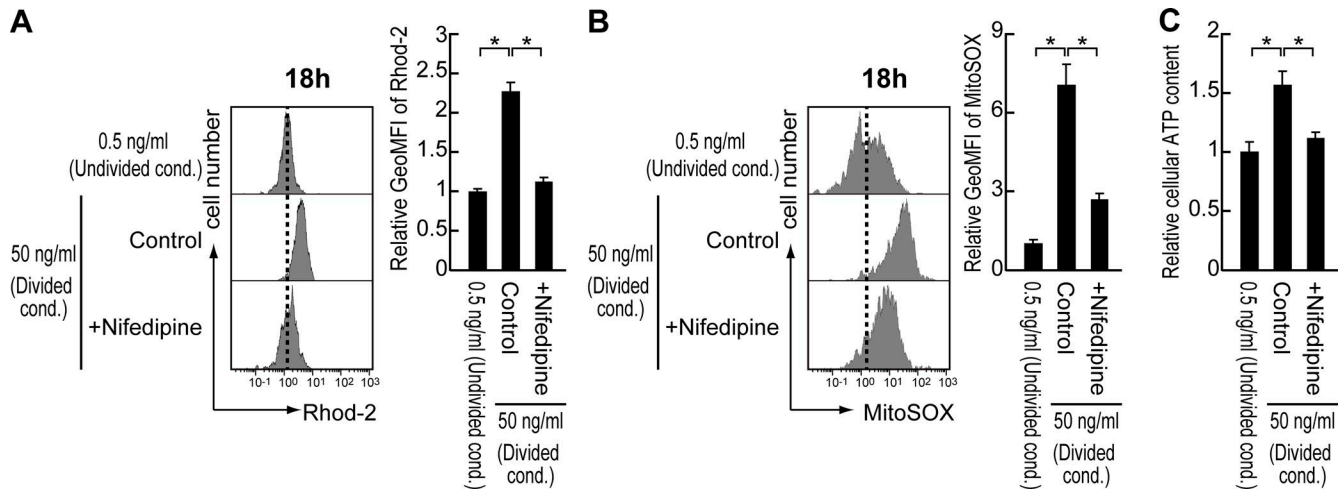 A
18h
0.5 ng/ml
(Undivided cond.)
50 ng/ml
(Divided
cond.)
Control
+Nifedipine
cell number
10-1 100 101 102 103
Rhod-2
Relative GeoMFI of Rhod-2
3
2.5
2
1.5
1
0.5
0
* *
0.5 ng/ml (Undivided cond.)
Control
+Nifedipine
50 ng/ml
(Divided
cond.)
B
18h
0.5 ng/ml
(Undivided cond.)
50 ng/ml
(Divided
cond.)
Control
+Nifedipine
cell number
10-1 100 101 102 103
MitoSOX
Relative GeoMFI of MitoSOX
9
6
3
0
* *
0.5 ng/ml (Undivided cond.)
Control
+Nifedipine
50 ng/ml
(Divided
cond.)
C
Relative cellular ATP content
2
1.5
1
0.5
0
* *
0.5 ng/ml (Undivided cond.)
Control
+Nifedipine
50 ng/ml
(Divided
cond.)